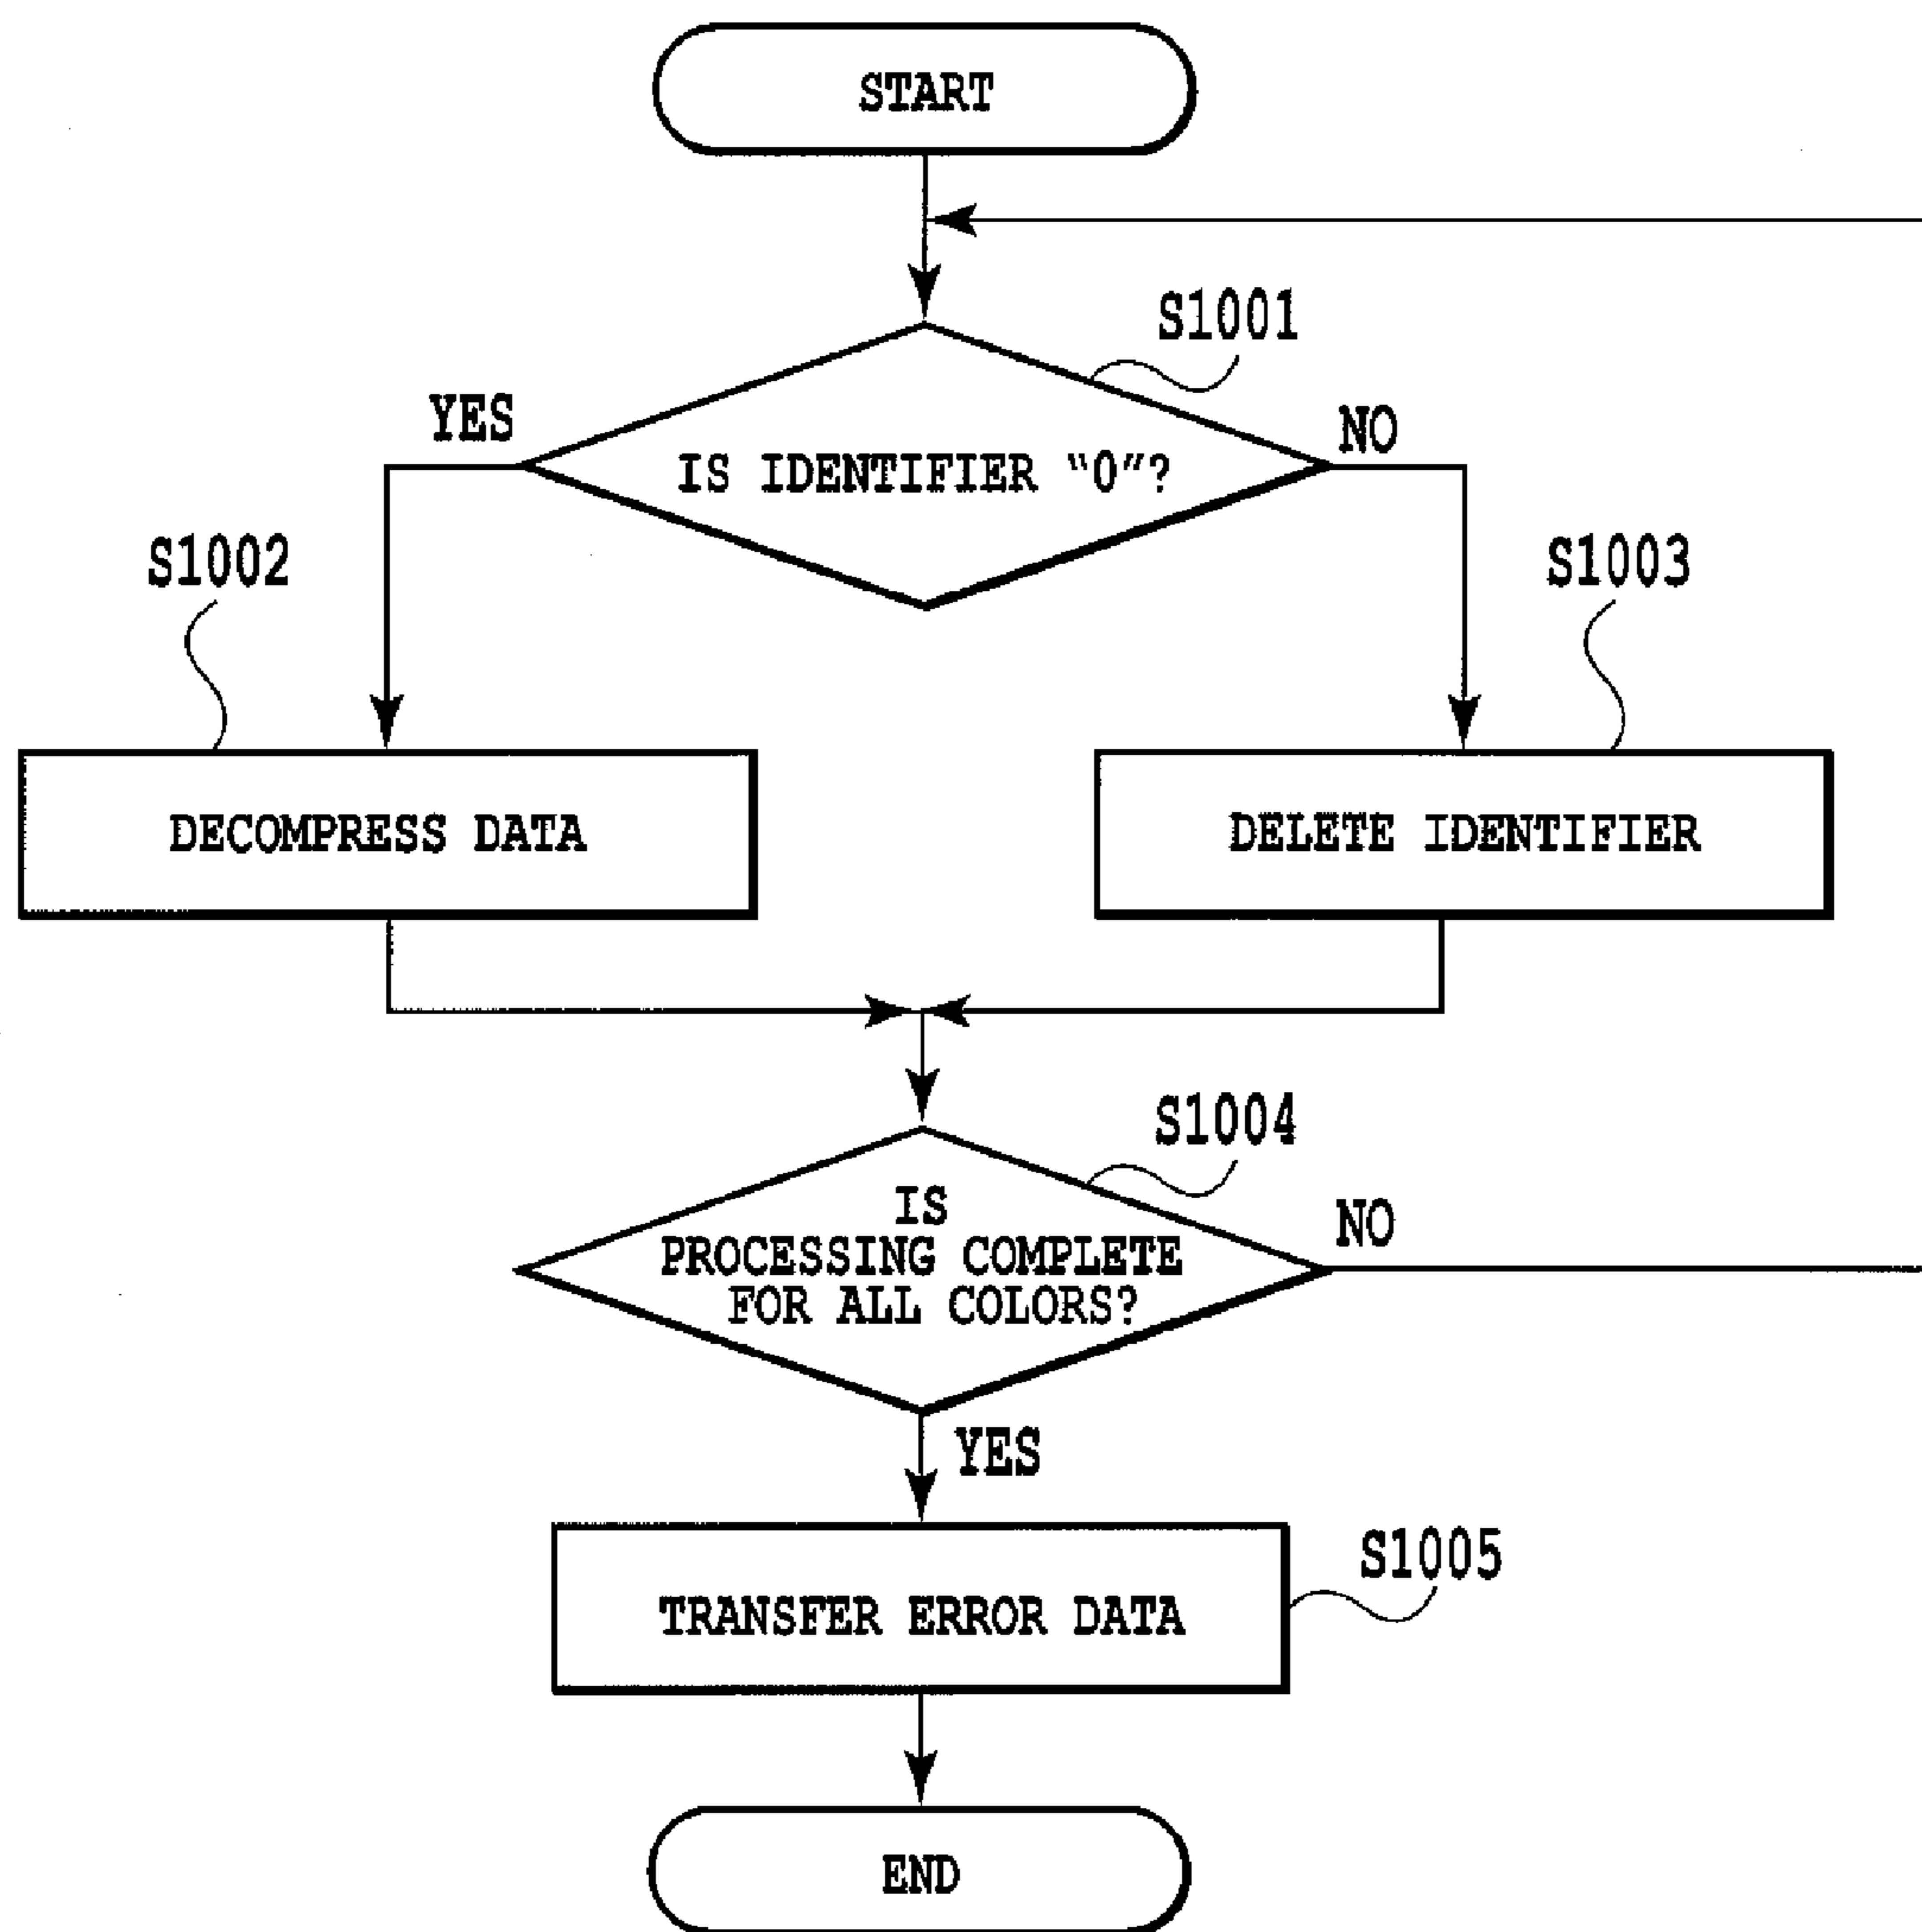 START
S1001
YES
NO
IS IDENTIFIER "0"?
S1002
S1003
DECOMPRESS DATA
DELETE IDENTIFIER
S1004
IS
PROCESSING COMPLETE
FOR ALL COLORS?
NO
YES
S1005
TRANSFER ERROR DATA
END